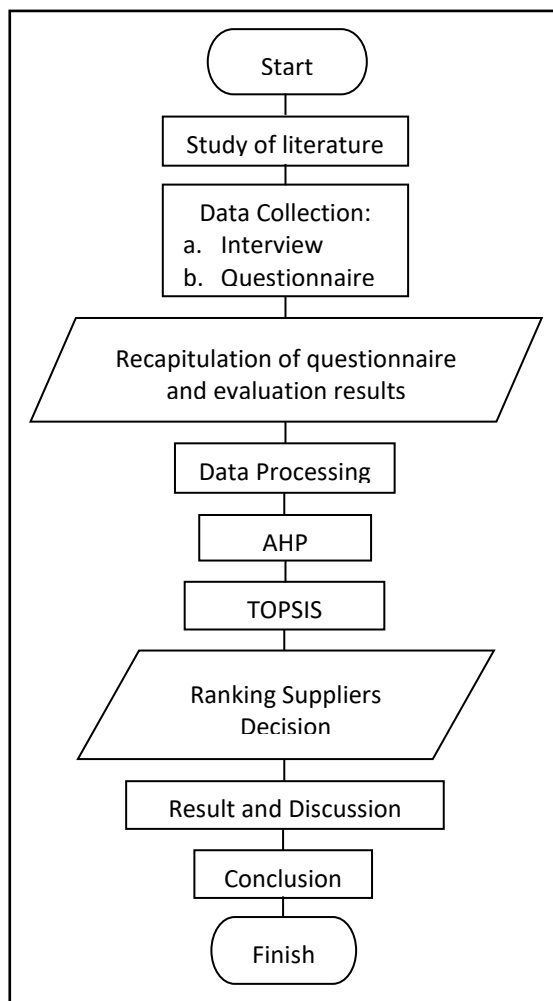 Start
Study of literature
Data Collection:
a. Interview
b. Questionnaire
Recapitulation of questionnaire
and evaluation results
Data Processing
AHP
TOPSIS
Ranking Suppliers
Decision
Result and Discussion
Conclusion
Finish